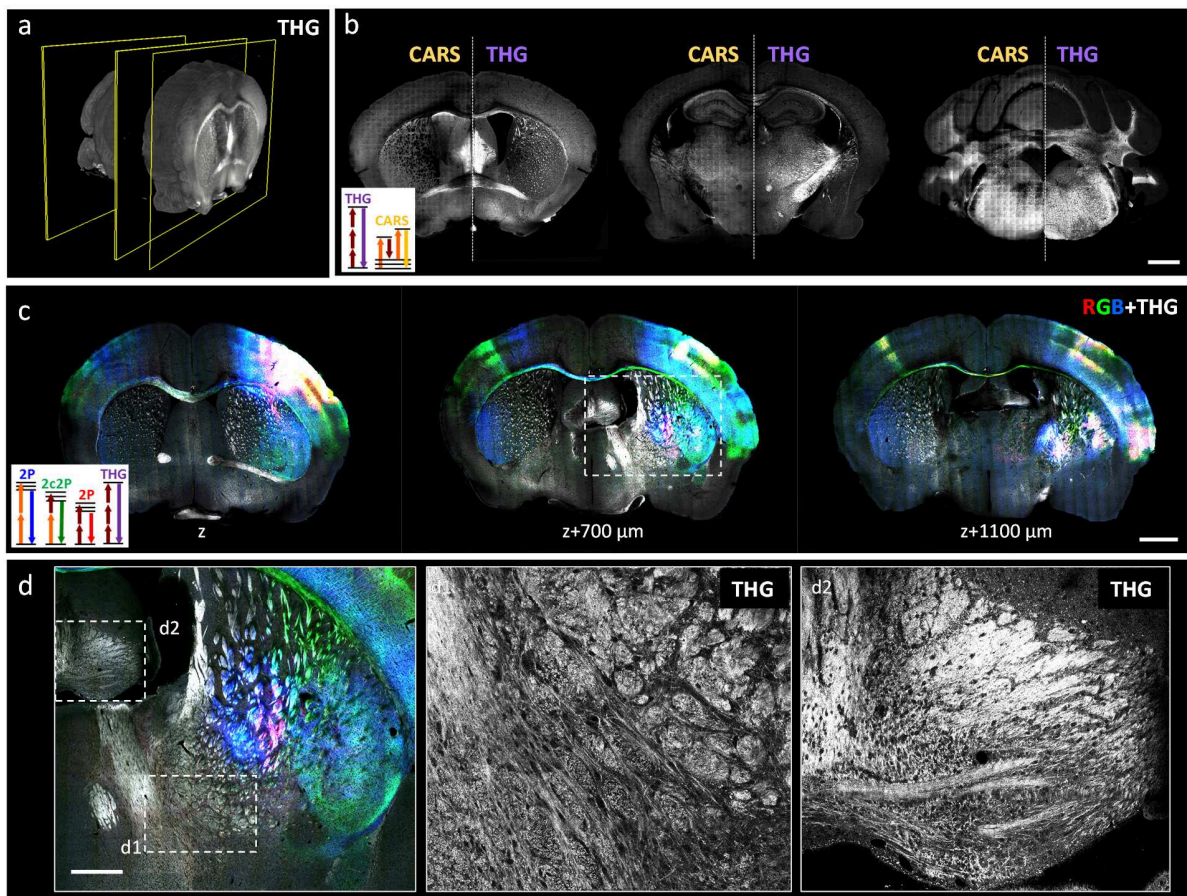 a
THG
b
CARS THG
CARS THG
CARS THG
THG
CARS
c
RGB+THG
2P
2c2P
2P
THG
z
z+700 µm
z+1100 µm
d
d2
d1
THG
d2
THG